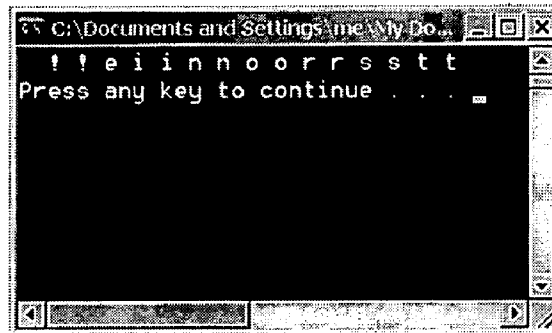 C:\Documents and Settings\me\My Do...
! ! e i i n n o o r r s s t t
Press any key to continue . . .